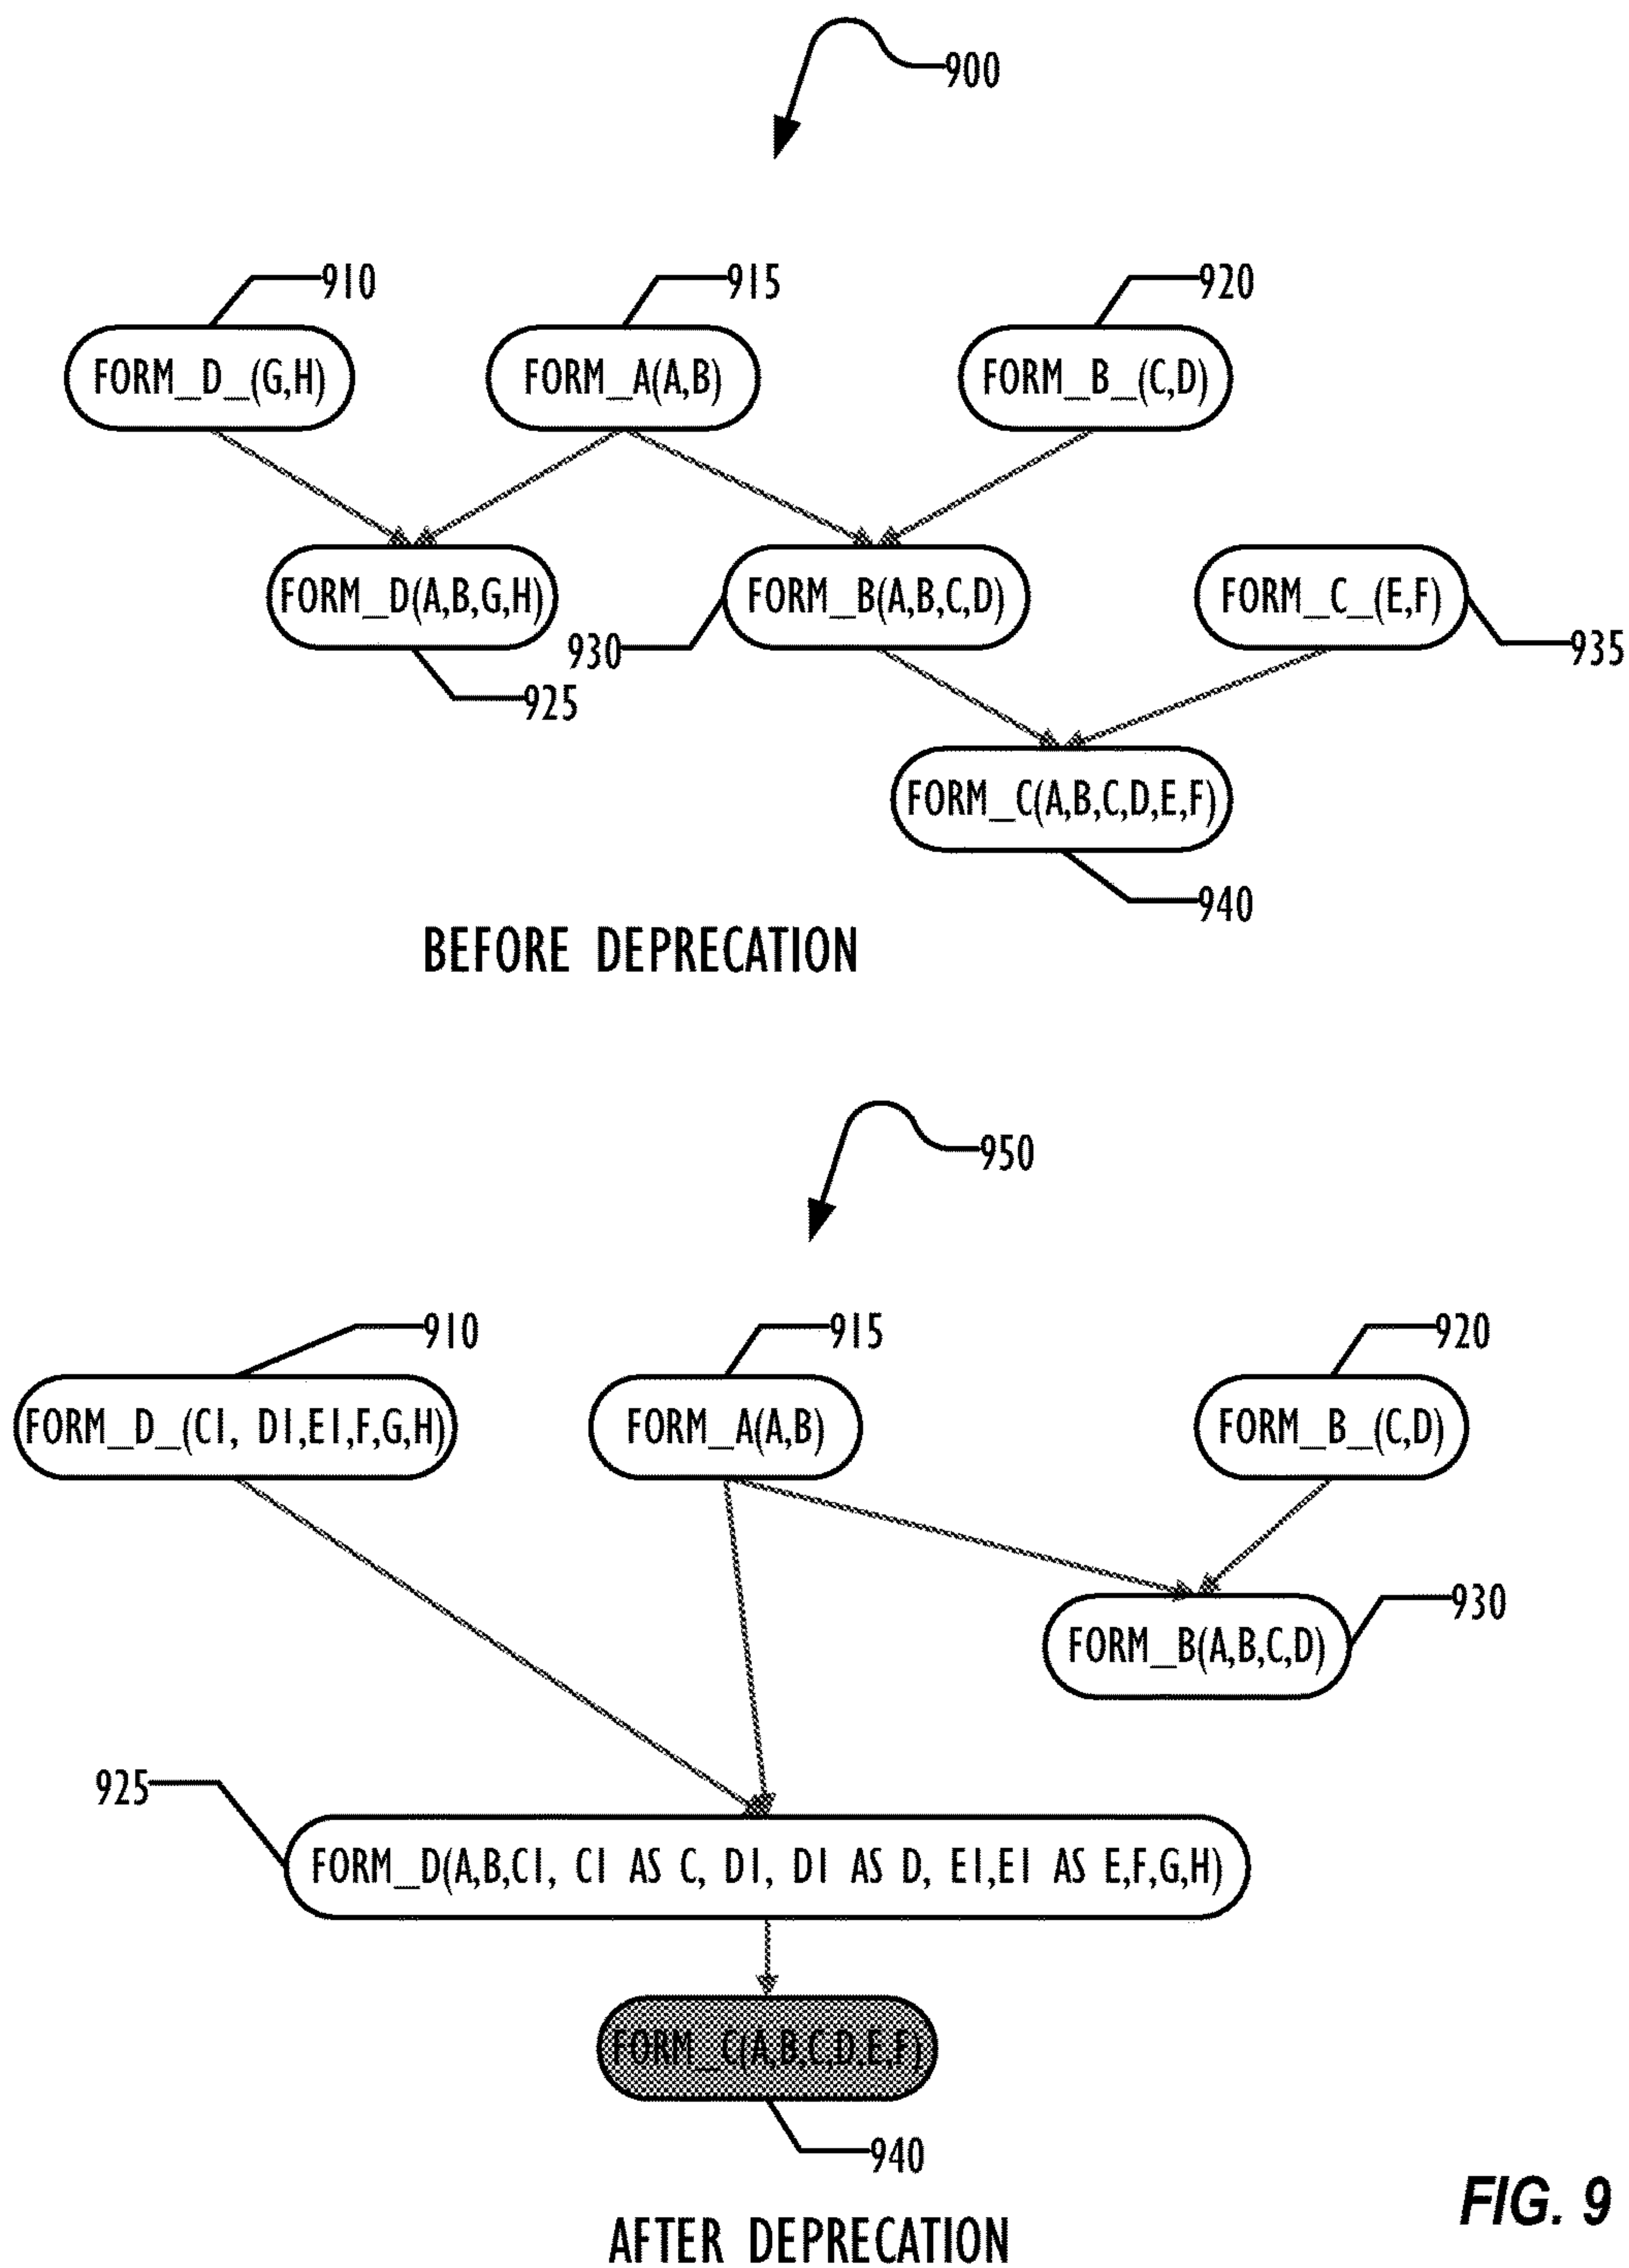 900
910
915
920
FORM_D_(G,H)
FORM_A(A,B)
FORM_B_(C,D)
FORM_D(A,B,G,H)
FORM_B(A,B,C,D)
FORM_C_(E,F)
930
935
925
FORM_C(A,B,C,D,E,F)
940
BEFORE DEPRECATION
950
910
915
920
FORM_D_(C1, D1,E1,F,G,H)
FORM_A(A,B)
FORM_B_(C,D)
930
FORM_B(A,B,C,D)
925
FORM_D(A,B,C1, C1 AS C, D1, D1 AS D, E1,E1 AS E,F,G,H)
FORM_C(A,B,C,D,E,F)
940
FIG. 9
AFTER DEPRECATION